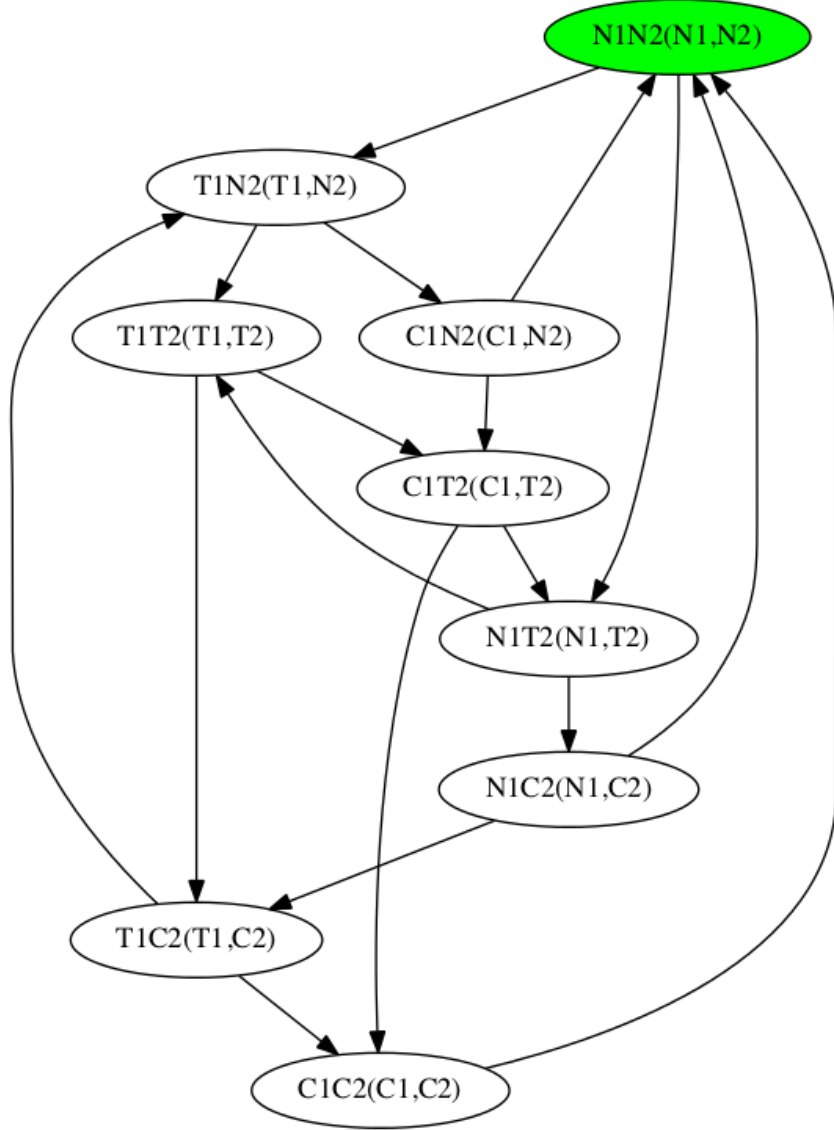 N1N2(N1,N2)
T1N2(T1,N2)
T1T2(T1,T2)
C1N2(C1,N2)
C1T2(C1,T2)
N1T2(N1,T2)
N1C2(N1,C2)
T1C2(T1,C2)
C1C2(C1,C2)